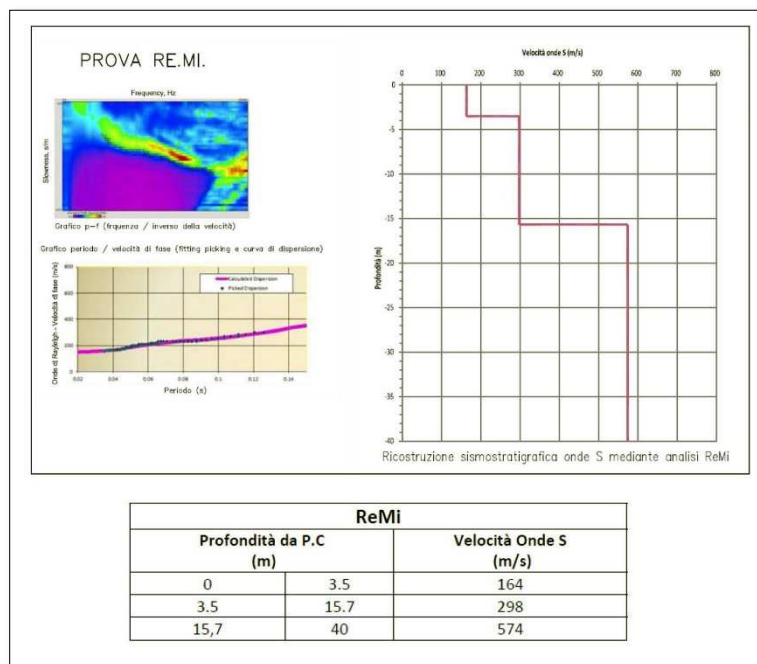 PROVA RE.MI.
Frequency, Hz
Slowness, s/m
Grafico p-f (frquenza / inverso della velocità)
Grafico periodo / velocità di fase (fitting picking e curva di dispersione)
Onde di Rayleigh - Velocità di fase (m/s)
800
600
400
200
0
Calculated Dispersion
Picked Dispersion
0.02 0.04 0.06 0.08 0.1 0.12 0.14
Periodo (s)
Velocità onde S (m/s)
0 100 200 300 400 500 600 700 800
Profondità (m)
0
-5
-10
-15
-20
-25
-30
-35
-40
Ricostruzione sismostratigrafica onde S mediante analisi ReMi
ReMi
Profondità da P.C Velocità Onde S
(m) (m/s)
0 3.5 164
3.5 15.7 298
15,7 40 574